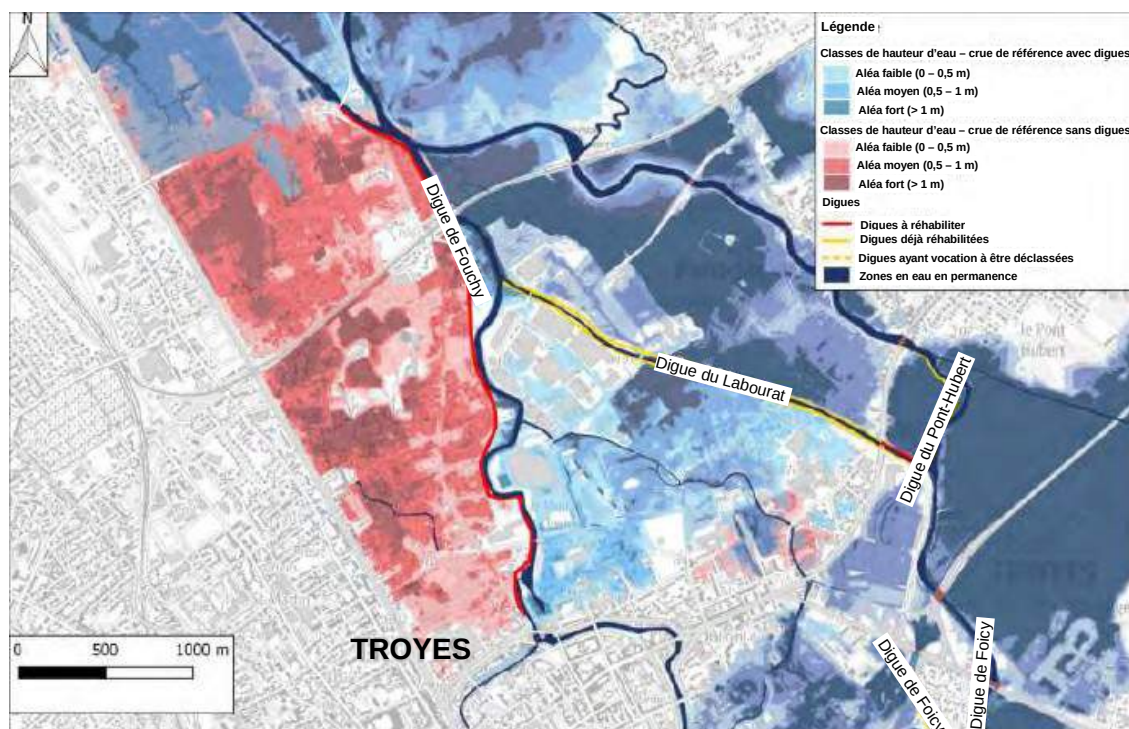 N
Légende :
Classes de hauteur d'eau – crue de référence avec digues
Aléa faible (0 – 0,5 m)
Aléa moyen (0,5 – 1 m)
Aléa fort (> 1 m)
Classes de hauteur d'eau – crue de référence sans digues
Aléa faible (0 – 0,5 m)
Aléa moyen (0,5 – 1 m)
Aléa fort (> 1 m)
Digues
Digues à réhabiliter
Digues déjà réhabilitées
Digues ayant vocation à être déclassées
Zones en eau en permanence
Digue de Fouchy
Digue du Labourat
Digue du Pont-Hubert
le Pont
Hubert
TROYES
Digue de Foicy
Digue de Foicy
0 500 1000 m